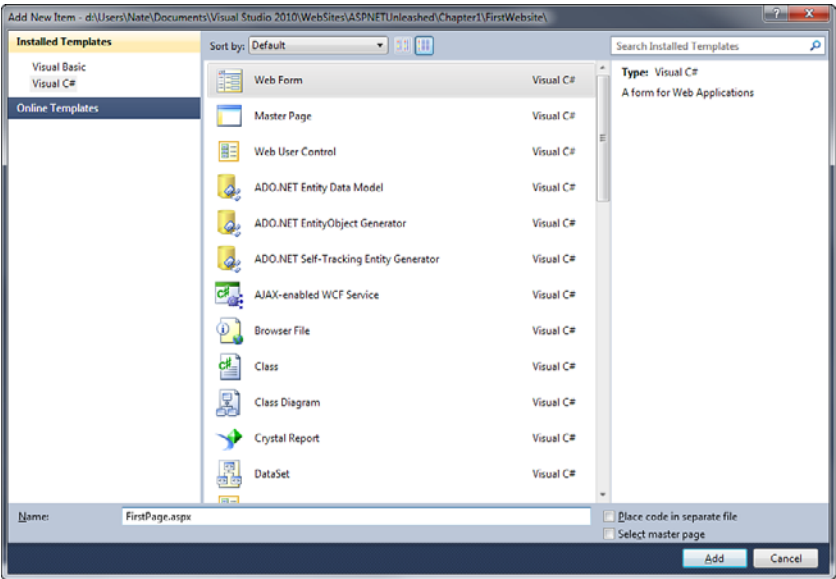 Add New Item - d:\Users\Nate\Documents\Visual Studio 2010\WebSites\ASPNETUnleashed\Chapter1\FirstWebsite\
Installed Templates
Visual Basic
Visual C#
Online Templates
Sort by: Default
Web Form Visual C#
Master Page Visual C#
Web User Control Visual C#
ADO.NET Entity Data Model Visual C#
ADO.NET EntityObject Generator Visual C#
ADO.NET Self-Tracking Entity Generator Visual C#
AJAX-enabled WCF Service Visual C#
Browser File Visual C#
Class Visual C#
Class Diagram Visual C#
Crystal Report Visual C#
DataSet Visual C#
Search Installed Templates
Type: Visual C#
A form for Web Applications
Name: FirstPage.aspx
Place code in separate file
Select master page
Add Cancel